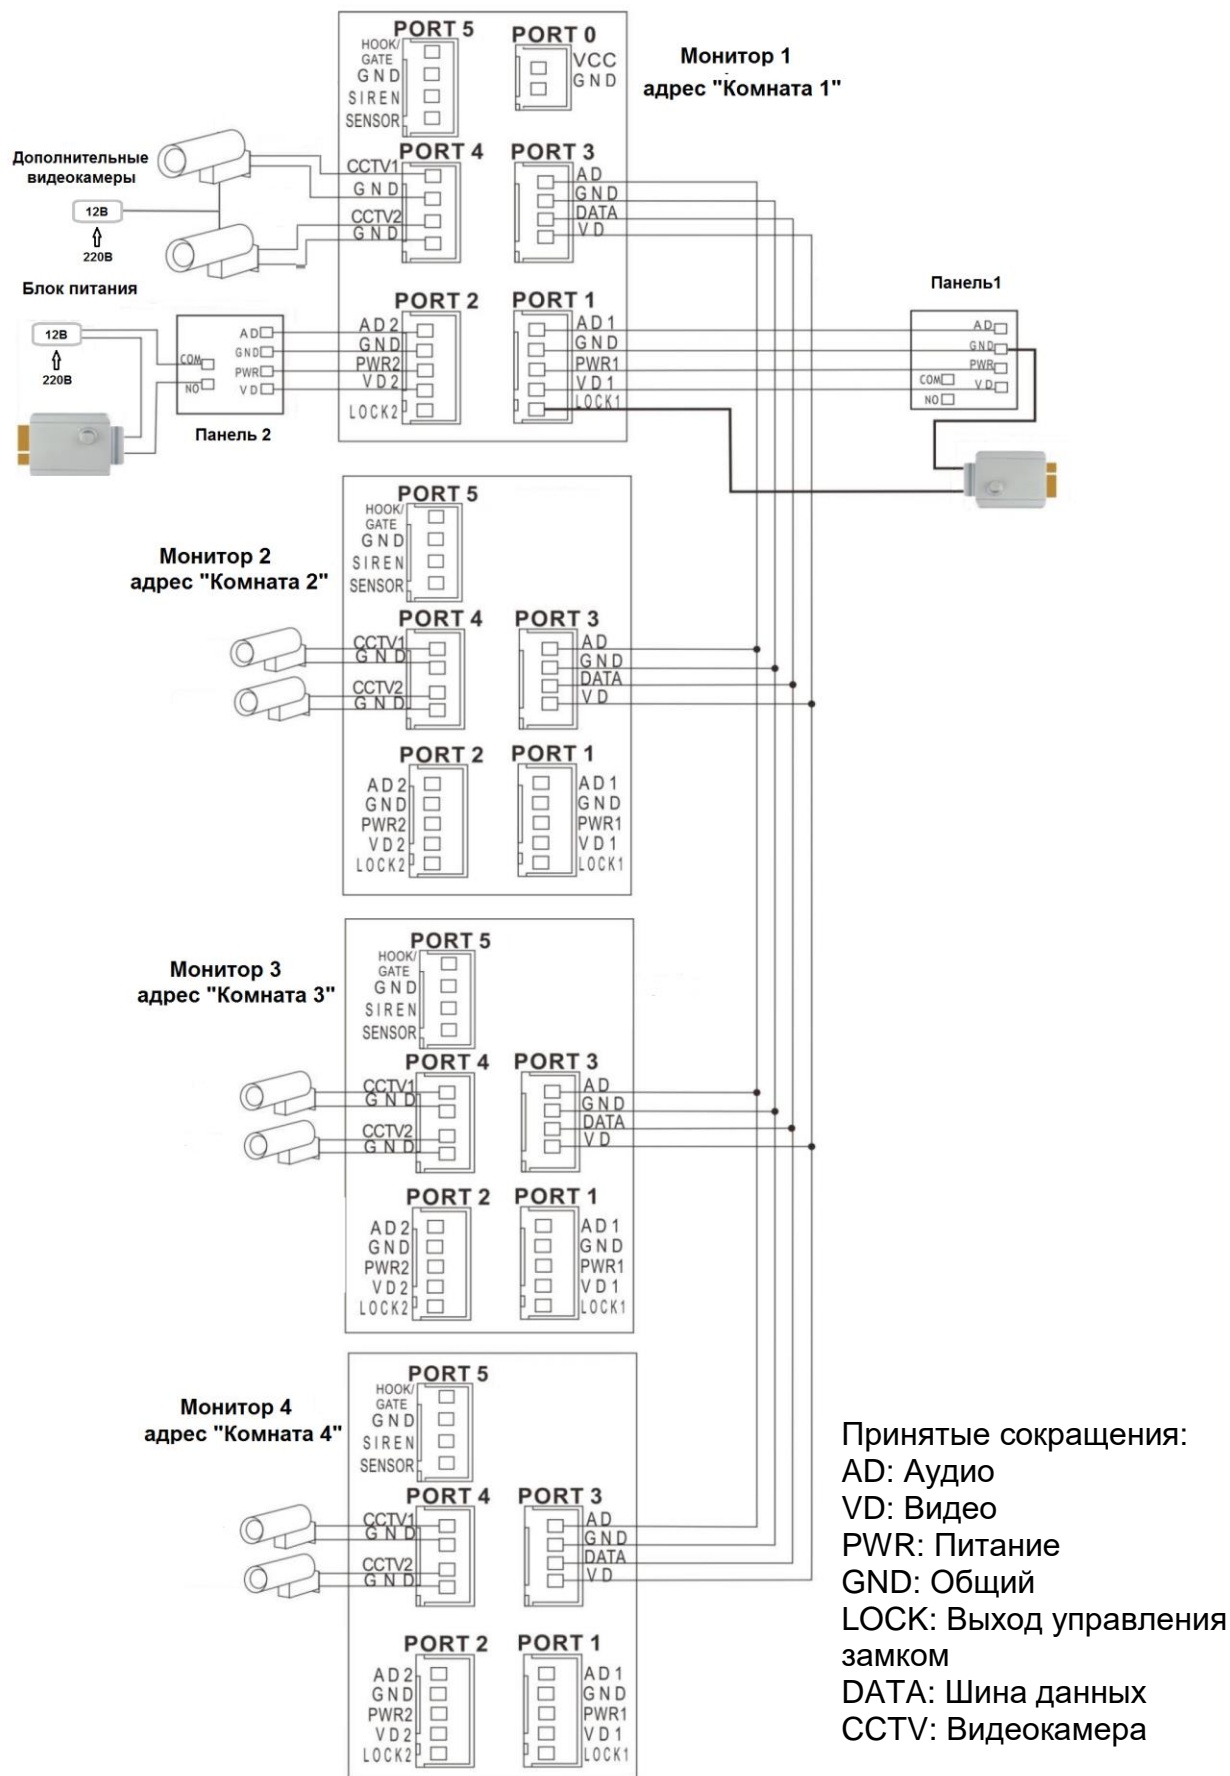 PORT 5
HOOK/
GATE
GND
SIREN
SENSOR
PORT 0
VCC
GND
Монитор 1
адрес "Комната 1"
Дополнительные
видеокамеры
12В
220В
PORT 4
CCTV1
GND
CCTV2
GND
PORT 3
AD
GND
DATA
VD
Блок питания
12В
220В
COM
NO
AD
GND
PWR
VD
Панель 2
PORT 2
AD2
GND
PWR2
VD2
LOCK2
PORT 1
AD1
GND
PWR1
VD1
LOCK1
Панель1
AD
GND
PWR
COM
VD
NO
Монитор 2
адрес "Комната 2"
PORT 5
HOOK/
GATE
GND
SIREN
SENSOR
PORT 4
CCTV1
GND
CCTV2
GND
PORT 3
AD
GND
DATA
VD
PORT 2
AD2
GND
PWR2
VD2
LOCK2
PORT 1
AD1
GND
PWR1
VD1
LOCK1
Монитор 3
адрес "Комната 3"
PORT 5
HOOK/
GATE
GND
SIREN
SENSOR
PORT 4
CCTV1
GND
CCTV2
GND
PORT 3
AD
GND
DATA
VD
PORT 2
AD2
GND
PWR2
VD2
LOCK2
PORT 1
AD1
GND
PWR1
VD1
LOCK1
Монитор 4
адрес "Комната 4"
PORT 5
HOOK/
GATE
GND
SIREN
SENSOR
PORT 4
CCTV1
GND
CCTV2
GND
PORT 3
AD
GND
DATA
VD
PORT 2
AD2
GND
PWR2
VD2
LOCK2
PORT 1
AD1
GND
PWR1
VD1
LOCK1
Принятые сокращения:
AD: Аудио
VD: Видео
PWR: Питание
GND: Общий
LOCK: Выход управления
замком
DATA: Шина данных
CCTV: Видеокамера